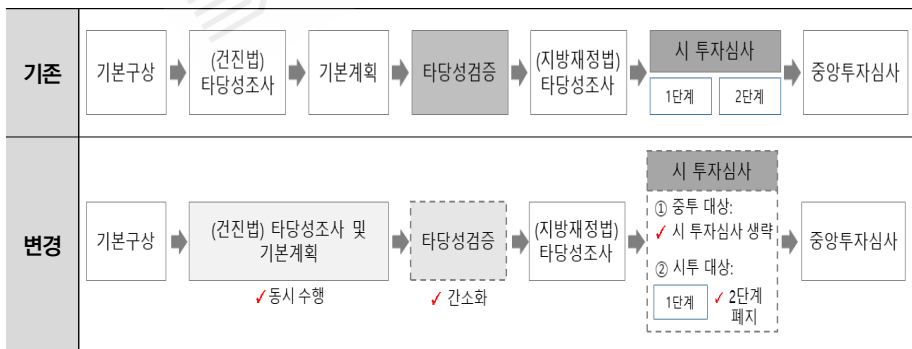 기존
기본구상
(건진법)
타당성조사
기본계획
타당성검증
(지방재정법)
타당성조사
시 투자심사
1단계
2단계
중앙투자심사
변경
기본구상
(건진법) 타당성조사 및
기본계획
✓동시 수행
타당성검증
✓ 간소화
(지방재정법)
타당성조사
시 투자심사
① 중투 대상:
✓ 시 투자심사 생략
② 시투 대상:
1단계
✓ 2단계
폐지
중앙투자심사